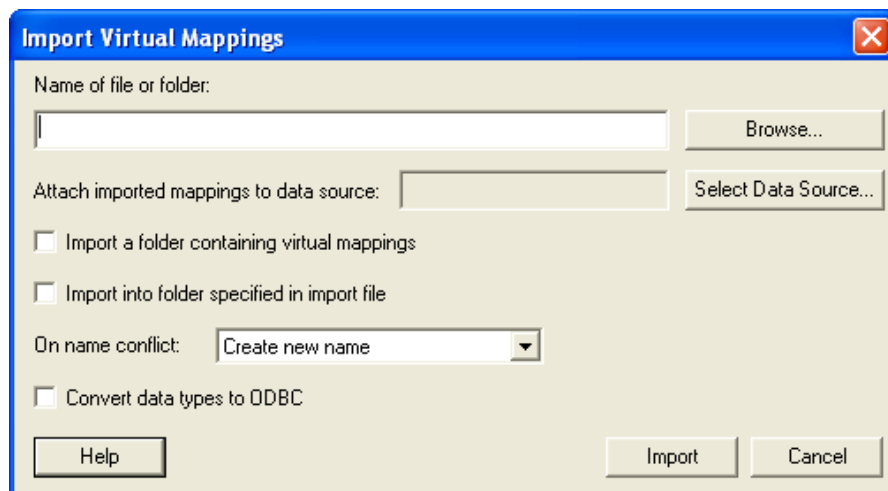 Import Virtual Mappings
Name of file or folder:
Browse...
Attach imported mappings to data source:
Select Data Source...
Import a folder containing virtual mappings
Import into folder specified in import file
On name conflict: Create new name
Convert data types to ODBC
Help Import Cancel